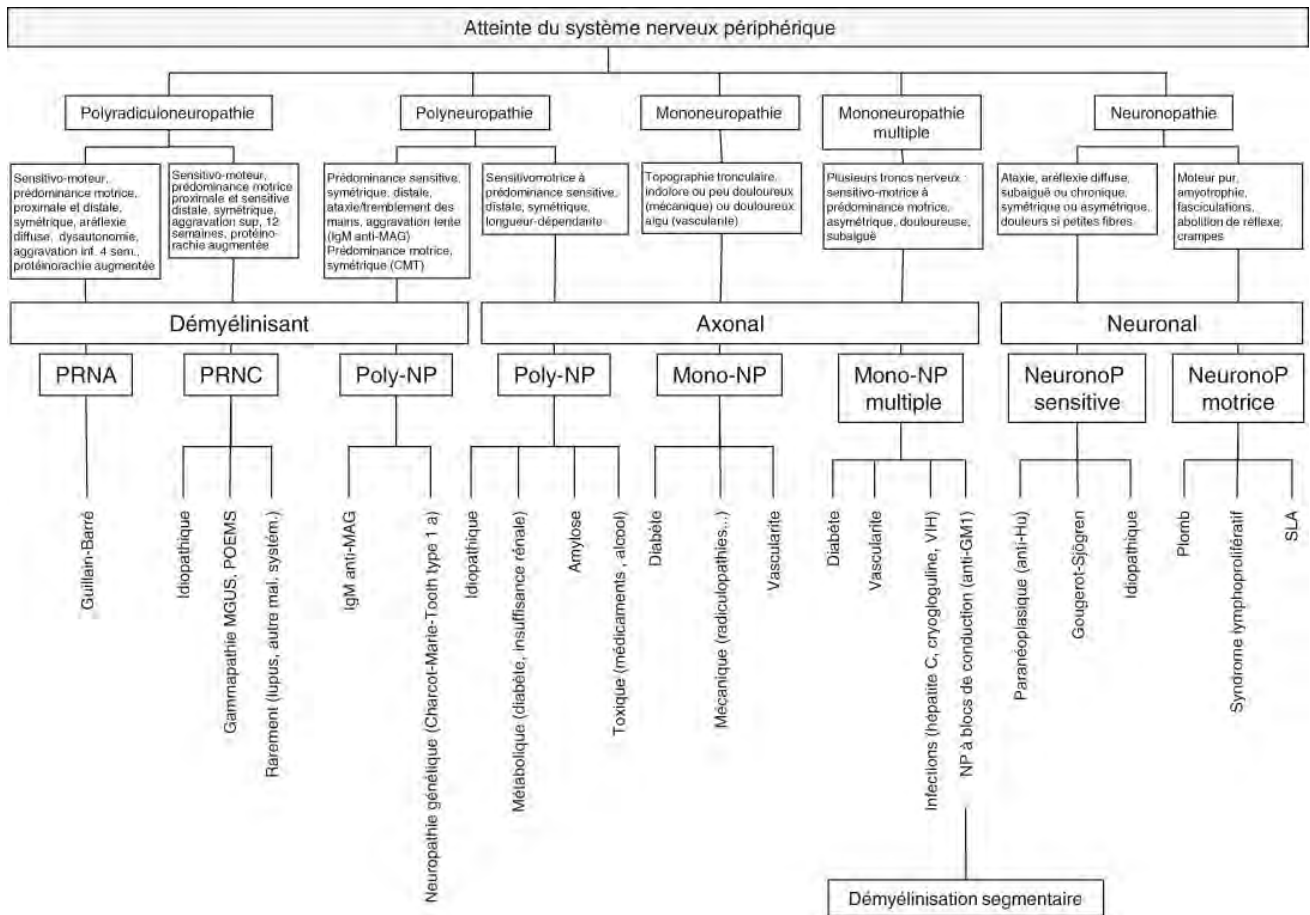 Atteinte du système nerveux périphérique
Polyradiculoneuropathie
Polyneuropathie
Mononeuropathie
Mononeuropathie
multiple
Neuronopathie
Sensitivo-moteur,
prédominance motrice,
proximale et distale,
symétrique, aréflexie
diffuse, dysautonomie,
aggravation inf. 4 sem.,
protéinorachie augmentée
Sensitivo-moteur,
prédominance motrice
proximale et sensitive
distale, symétrique,
aggravation sup, 12
semaines, protéino-
rachie augmentée
Prédominance sensitive,
symétrique, distale,
ataxie/tremblement des
mains, aggravation lente
(IgM anti-MAG)
Prédominance motrice,
symétrique (CMT)
Sensitivomotrice à
prédominance sensitive,
distale, symétrique,
longueur-dépendante
Topographie tronculaire,
indolore ou peu douloureux
(mécanique) ou douloureux
aigu (vascularite)
Plusieurs troncs nerveux :
sensitivo-motrice à
prédominance motrice,
asymétrique, douloureuse,
subaiguë
Ataxie, aréflexie diffuse,
subaiguë ou chronique,
symétrique ou asymétrique,
douleurs si petites fibres
Moteur pur,
amyotrophie,
fasciculations,
abolition de réflexe,
crampes
Démyélinisant
Axonal
Neuronal
PRNA
PRNC
Poly-NP
Poly-NP
Mono-NP
Mono-NP
multiple
NeuronoP
sensitive
NeuronoP
motrice
Guillain-Barré
Idiopathique
Gammapathie MGUS, POEMS
Rarement (lupus, autre mal. systém.)
IgM anti-MAG
Neuropathie génétique (Charcot-Marie-Tooth type 1 a)
Idiopathique
Métabolique (diabète, insuffisance rénale)
Amylose
Toxique (médicaments , alcool)
Diabète
Mécanique (radiculopathies...)
Vascularite
Diabète
Vascularite
Infections (hépatite C, cryoglobuline, VIH)
NP à blocs de conduction (anti-GM1)
Paranéoplasique (anti-Hu)
Gougerot-Sjögren
Idiopathique
Plomb
Syndrome lymphoprolifératif
SLA
Démyélinisation segmentaire